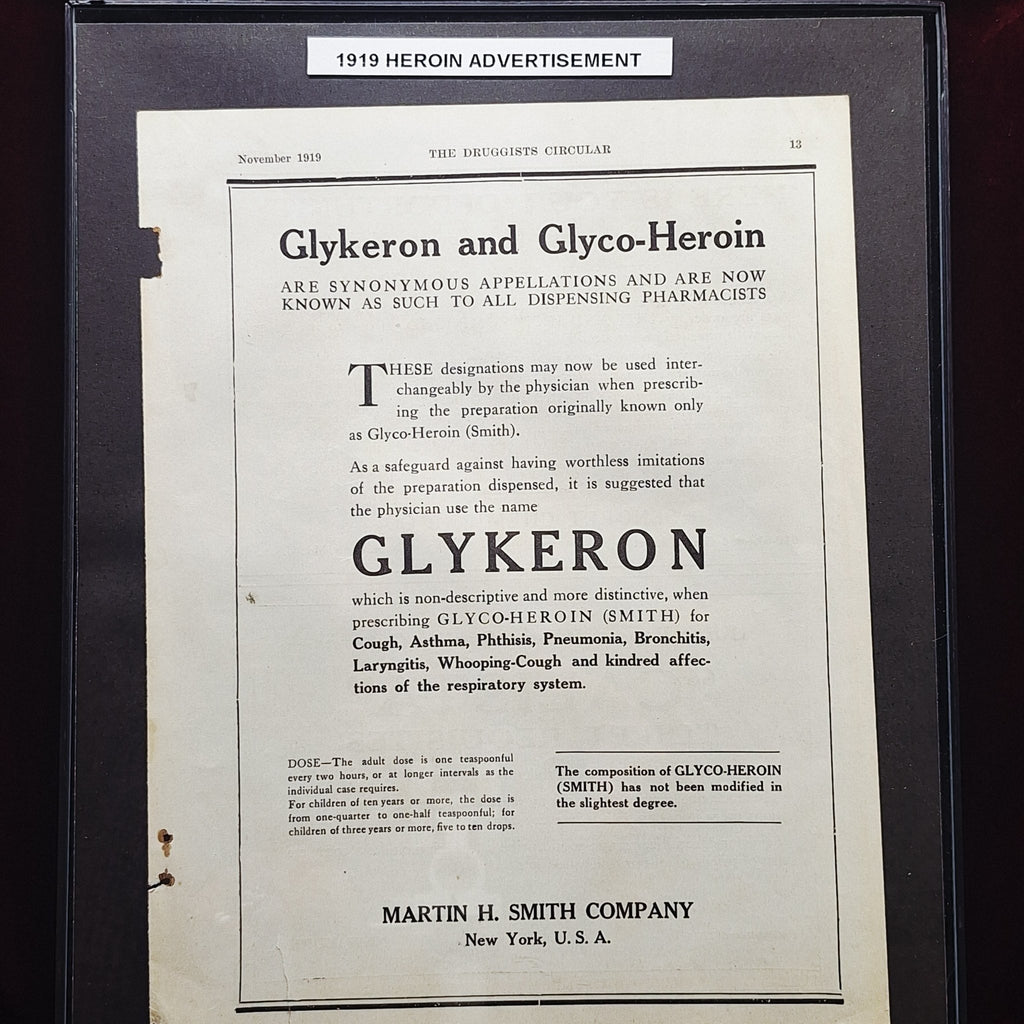 1919 HEROIN ADVERTISEMENT
November 1919
THE DRUGGISTS CIRCULAR
13
Glykeron and Glyco-Heroin
ARE SYNONYMOUS APPELLATIONS AND ARE NOW
KNOWN AS SUCH TO ALL DISPENSING PHARMACISTS
THESE designations may now be used inter-
changeably by the physician when prescrib-
ing the preparation originally known only
as Glyco-Heroin (Smith).
As a safeguard against having worthless imitations
of the preparation dispensed, it is suggested that
the physician use the name
GLYKERON
which is non-descriptive and more distinctive, when
prescribing GLYCO-HEROIN (SMITH) for
Cough, Asthma, Phthisis, Pneumonia, Bronchitis,
Laryngitis, Whooping-Cough and kindred affec-
tions of the respiratory system.
DOSE—The adult dose is one teaspoonful
every two hours, or at longer intervals as the
individual case requires.
For children of ten years or more, the dose is
from one-quarter to one-half teaspoonful; for
children of three years or more, five to ten drops.
The composition of GLYCO-HEROIN
(SMITH) has not been modified in
the slightest degree.
MARTIN H. SMITH COMPANY
New York, U. S. A.